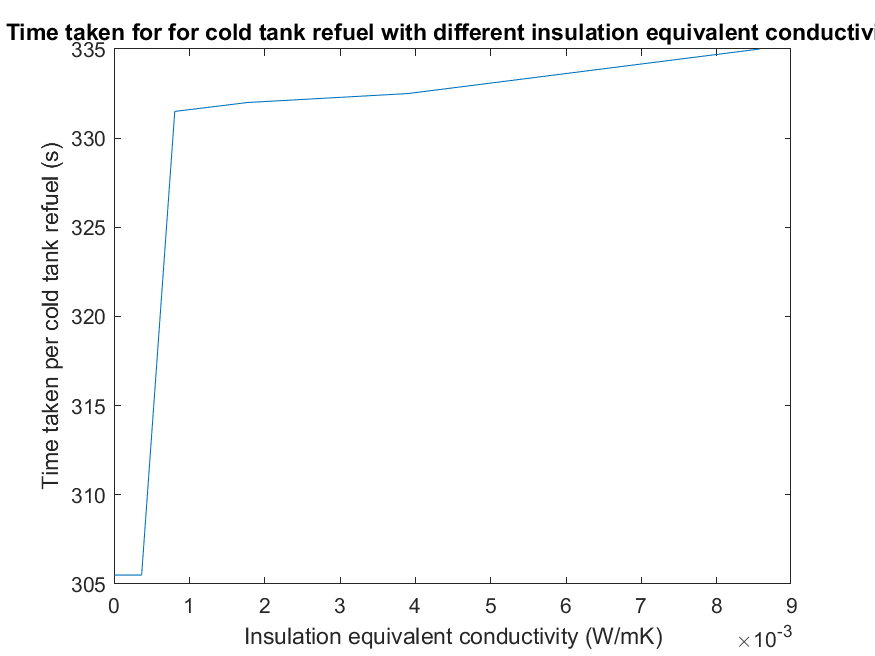 Time taken for for cold tank refuel with different insulation equivalent conductivi
335
330
325
320
315
310
305
Time taken per cold tank refuel (s)
0 1 2 3 4 5 6 7 8 9
Insulation equivalent conductivity (W/mK)
×10-3